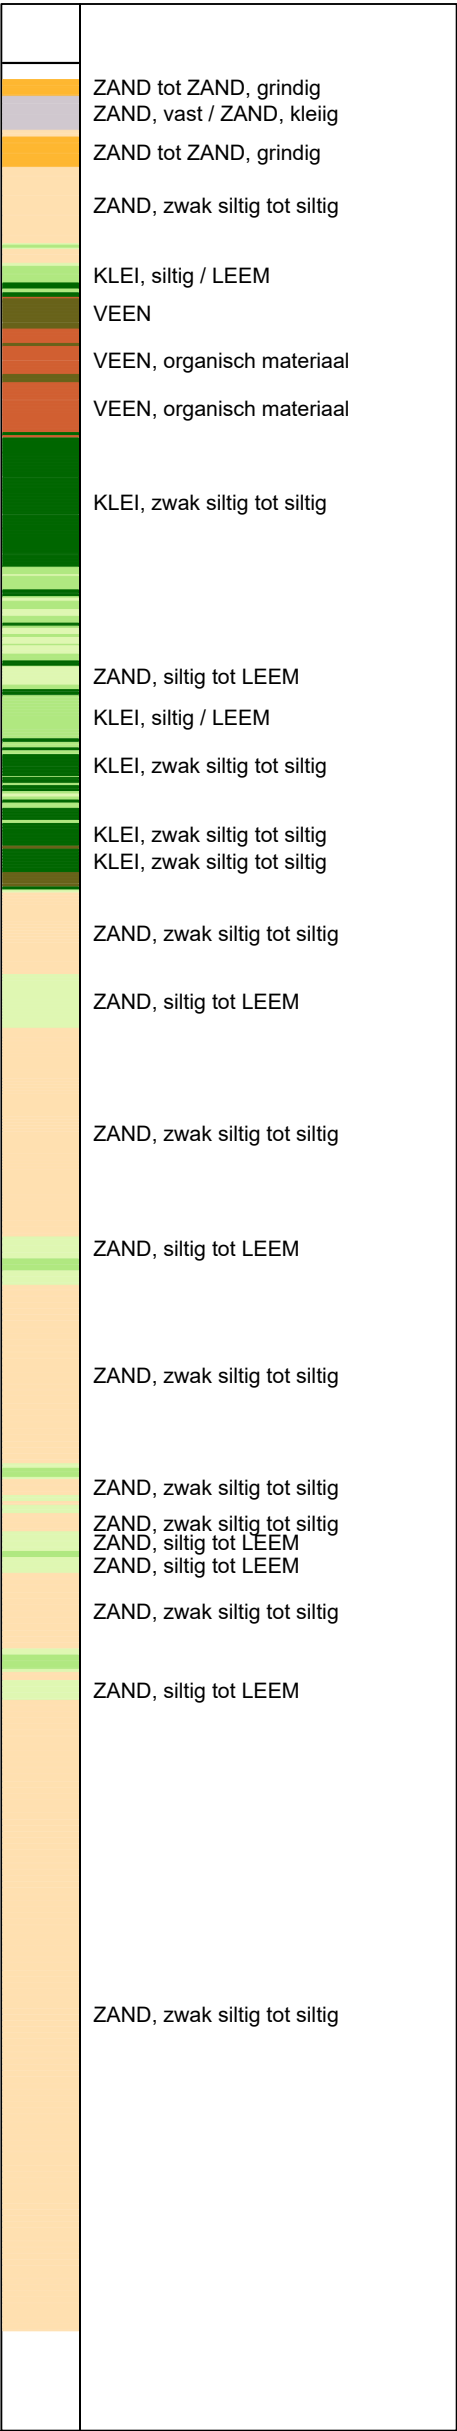 ZAND tot ZAND, grindig
ZAND, vast / ZAND, kleiig
ZAND tot ZAND, grindig
ZAND, zwak siltig tot siltig
KLEI, siltig / LEEM
VEEN
VEEN, organisch materiaal
VEEN, organisch materiaal
KLEI, zwak siltig tot siltig
ZAND, siltig tot LEEM
KLEI, siltig / LEEM
KLEI, zwak siltig tot siltig
KLEI, zwak siltig tot siltig
KLEI, zwak siltig tot siltig
ZAND, zwak siltig tot siltig
ZAND, siltig tot LEEM
ZAND, zwak siltig tot siltig
ZAND, siltig tot LEEM
ZAND, zwak siltig tot siltig
ZAND, zwak siltig tot siltig
ZAND, zwak siltig tot siltig
ZAND, siltig tot LEEM
ZAND, siltig tot LEEM
ZAND, zwak siltig tot siltig
ZAND, siltig tot LEEM
ZAND, zwak siltig tot siltig